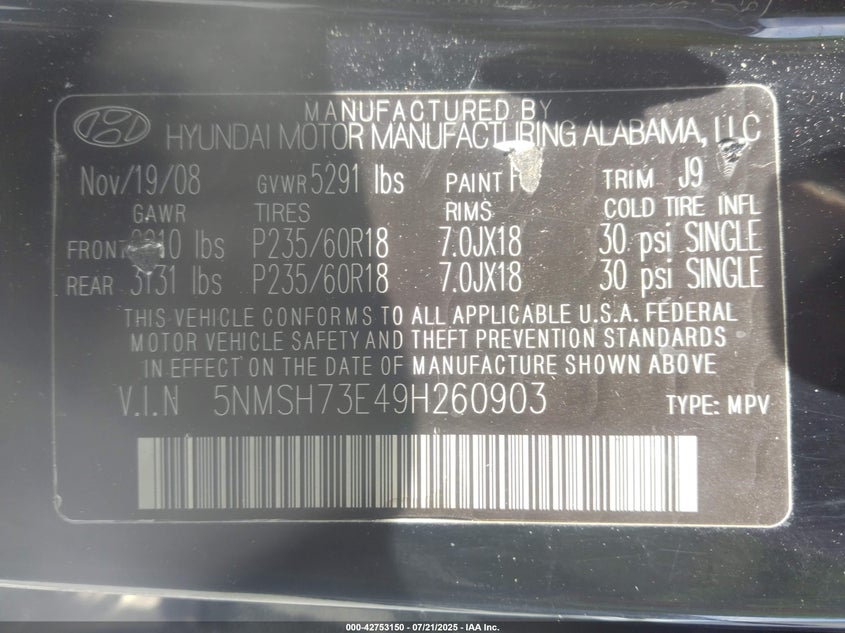 MANUFACTURED BY
HYUNDAI MOTOR MANUFACTURING ALABAMA, LLC
Nov/19/08 GVWR 5291 lbs PAINT TRIM J9
GAWR TIRES RIMS COLD TIRE INFL
FRONT lbs P235/60R18 7.0JX18 30 psi SINGLE
REAR 3131 lbs P235/60R18 7.0JX18 30 psi SINGLE
THIS VEHICLE CONFORMS TO ALL APPLICABLE U.S.A. FEDERAL
MOTOR VEHICLE SAFETY AND THEFT PREVENTION STANDARDS
IN EFFECT ON THE DATE OF MANUFACTURE SHOWN ABOVE
V.I.N 5NMSH73E49H260903 TYPE: MPV
000-42753150 - 07/21/2025 - IAA Inc.